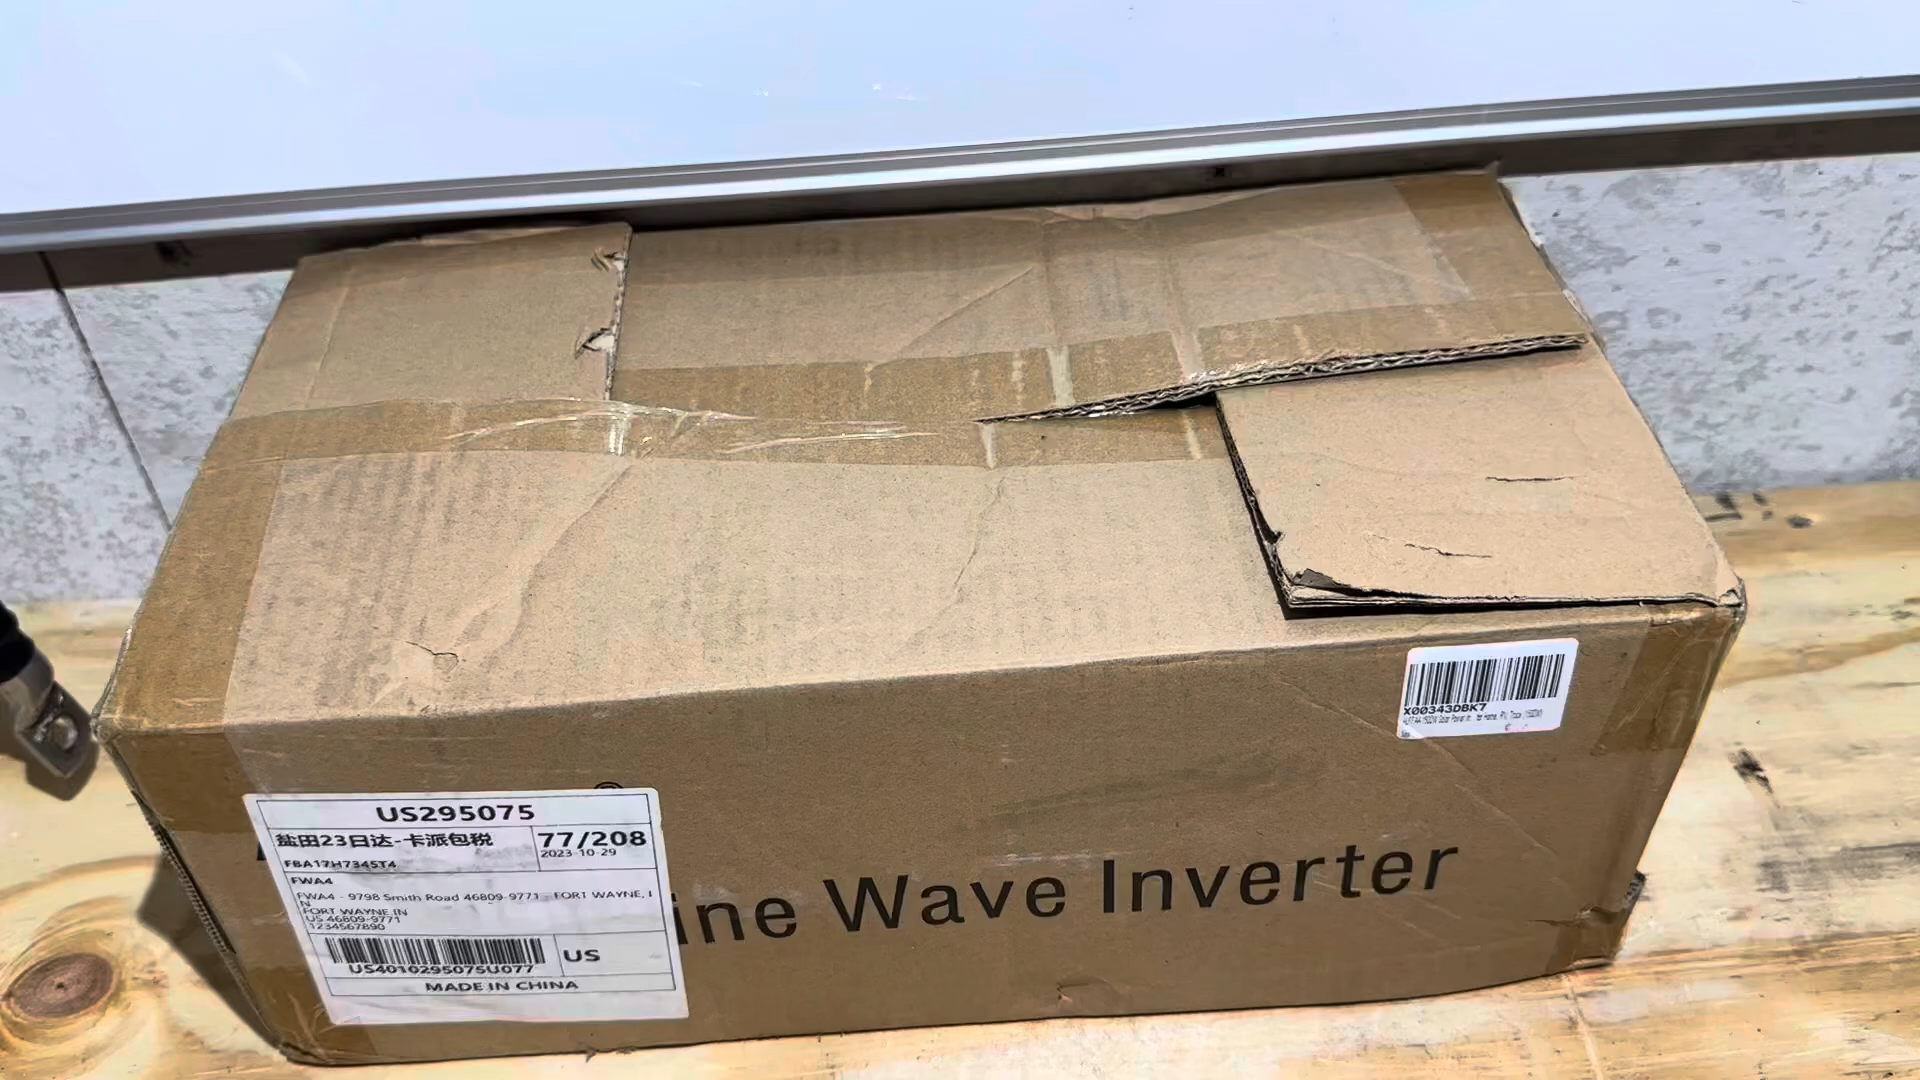 X00343DBK7
US295075
盐田23日达-卡派包税
77/208
2023-10-29
FBA17H7345T4
FWA4
FWA4 - 9798 Smith Road 46809-9771 FORT WAYNE, I
N
FORT WAYNE IN
US 46809-9771
1234567890
US4010295075U077
US
MADE IN CHINA
ine Wave Inverter